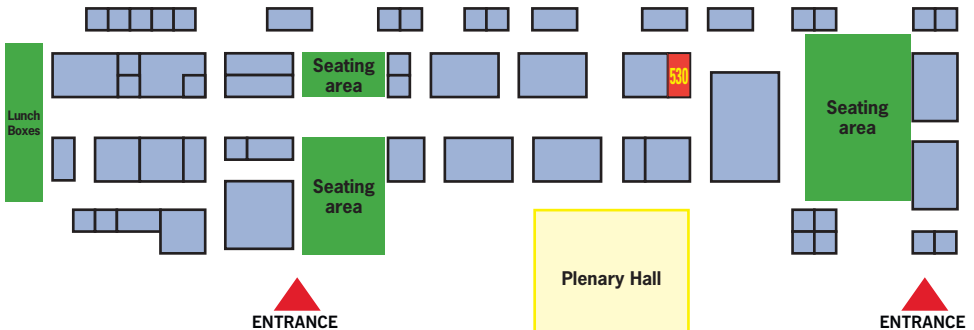 Seating
area
530
Lunch
Boxes
Seating
area
Seating
area
Plenary Hall
ENTRANCE
ENTRANCE